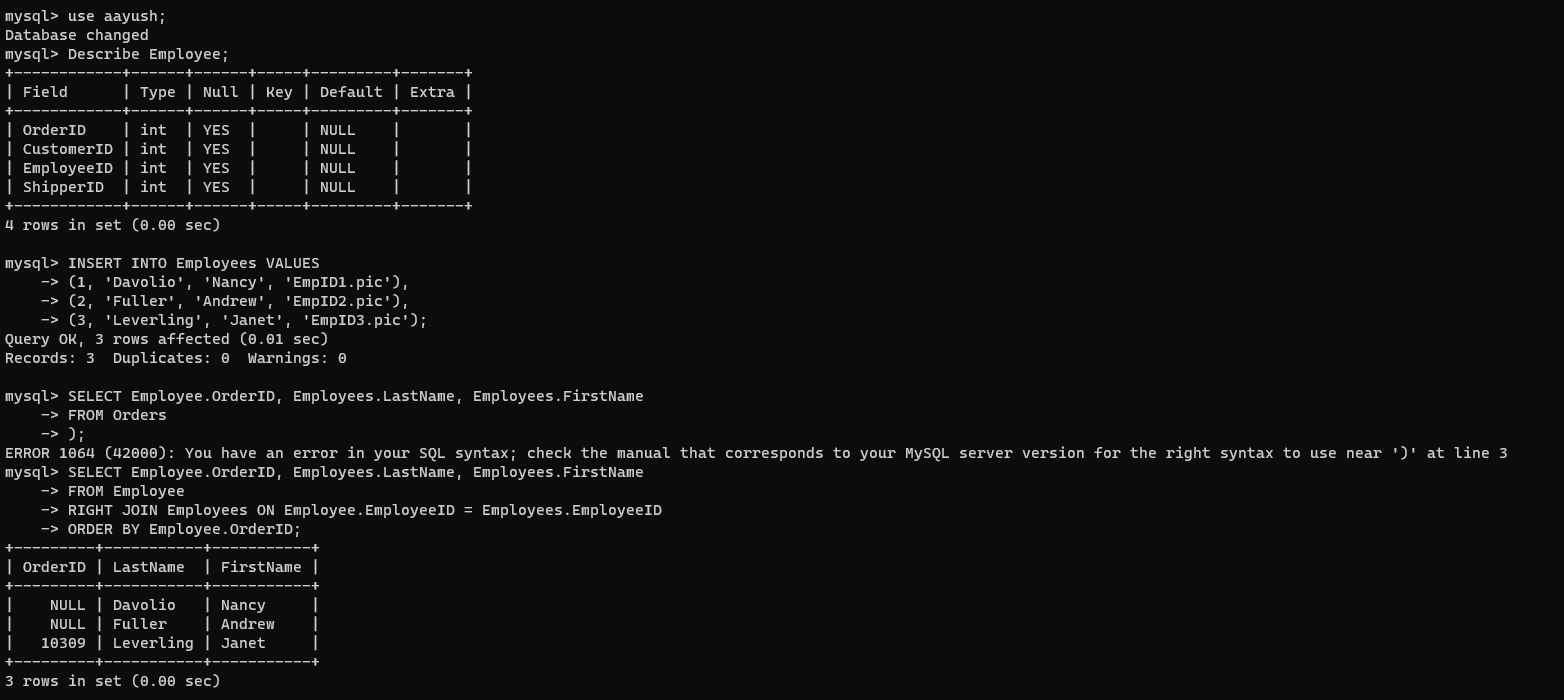 mysql> use aayush;
Database changed
mysql> Describe Employee;
+------------+------+------+-----+---------+-------+
| Field      | Type | Null | Key | Default | Extra |
+------------+------+------+-----+---------+-------+
| OrderID    | int  | YES  |     | NULL    |       |
| CustomerID | int  | YES  |     | NULL    |       |
| EmployeeID | int  | YES  |     | NULL    |       |
| ShipperID  | int  | YES  |     | NULL    |       |
+------------+------+------+-----+---------+-------+
4 rows in set (0.00 sec)

mysql> INSERT INTO Employees VALUES
    -> (1, 'Davolio', 'Nancy', 'EmpID1.pic'),
    -> (2, 'Fuller', 'Andrew', 'EmpID2.pic'),
    -> (3, 'Leverling', 'Janet', 'EmpID3.pic');
Query OK, 3 rows affected (0.01 sec)
Records: 3  Duplicates: 0  Warnings: 0

mysql> SELECT Employee.OrderID, Employees.LastName, Employees.FirstName
    -> FROM Orders
    -> );
ERROR 1064 (42000): You have an error in your SQL syntax; check the manual that corresponds to your MySQL server version for the right syntax to use near ')' at line 3
mysql> SELECT Employee.OrderID, Employees.LastName, Employees.FirstName
    -> FROM Employee
    -> RIGHT JOIN Employees ON Employee.EmployeeID = Employees.EmployeeID
    -> ORDER BY Employee.OrderID;
+---------+-----------+-----------+
| OrderID | LastName  | FirstName |
+---------+-----------+-----------+
|    NULL | Davolio   | Nancy     |
|    NULL | Fuller    | Andrew    |
|   10309 | Leverling | Janet     |
+---------+-----------+-----------+
3 rows in set (0.00 sec)